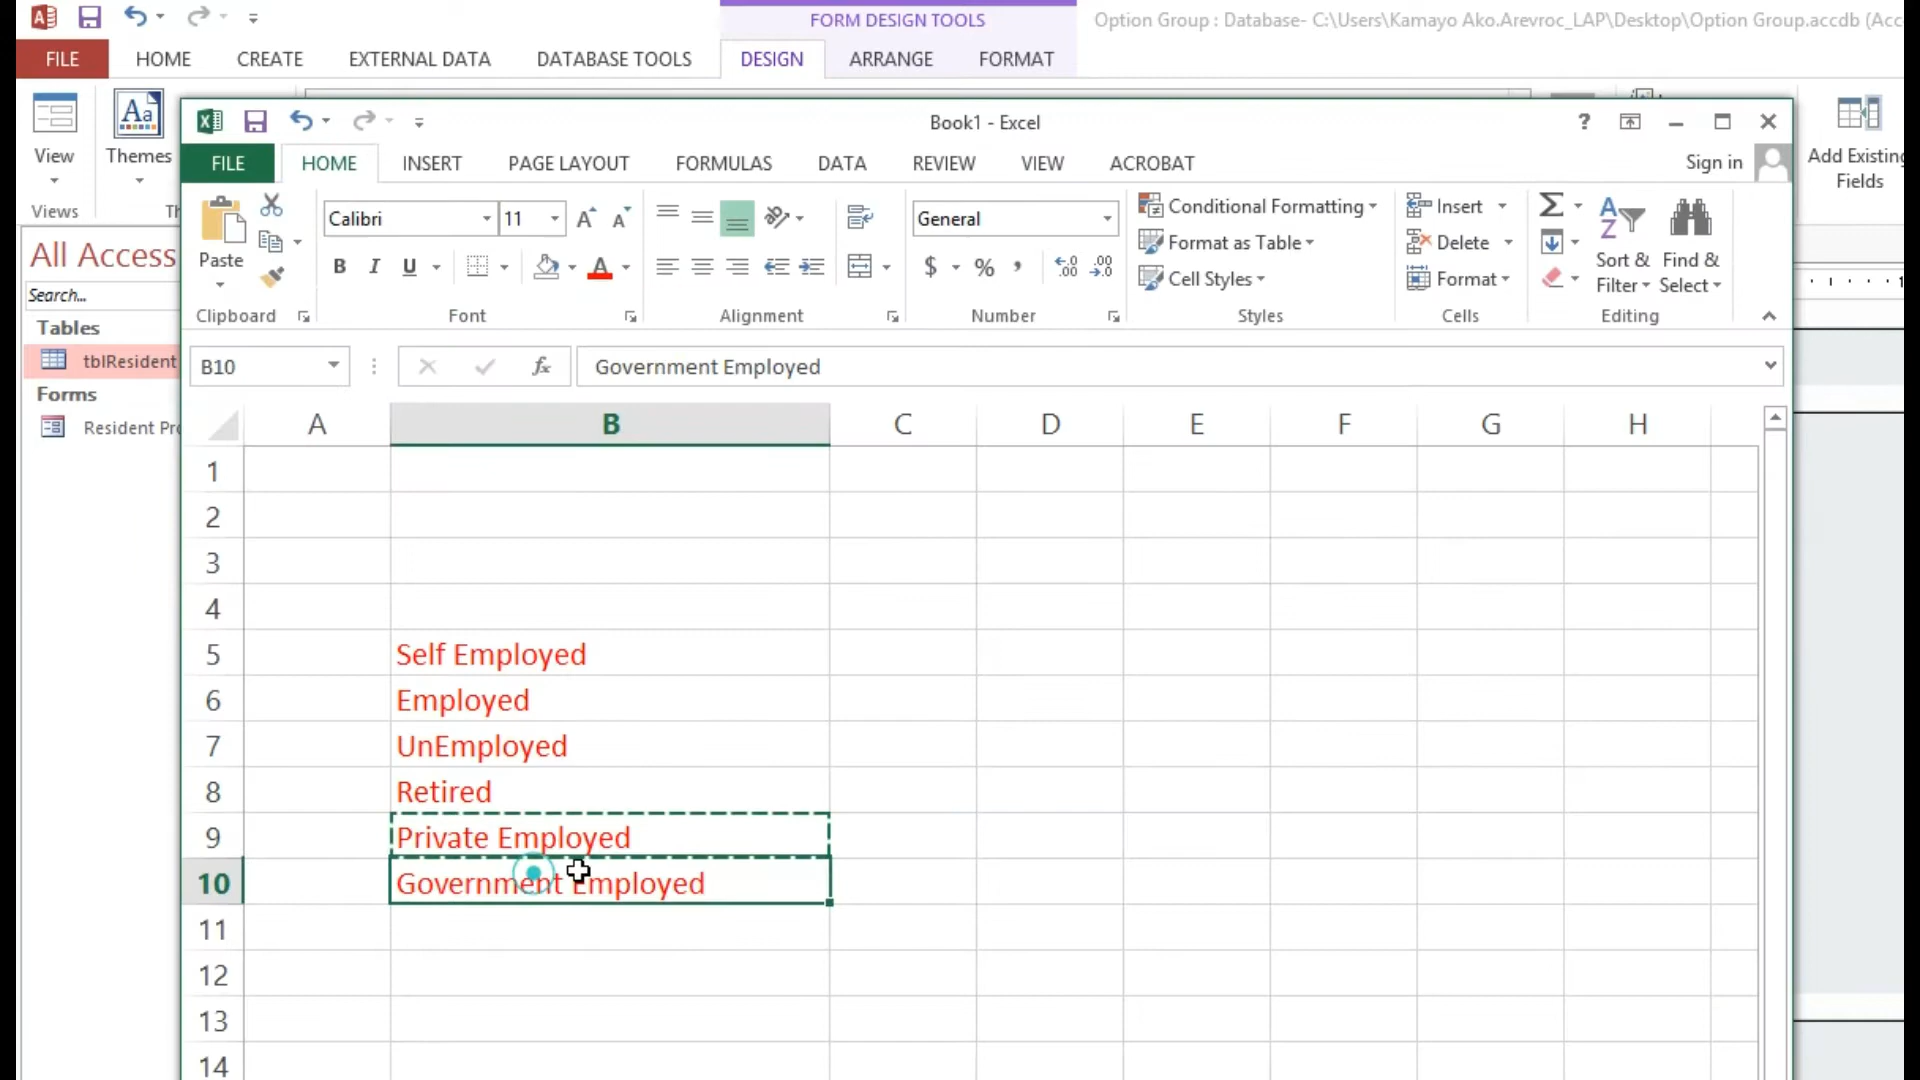 FORM DESIGN TOOLS
Option Group : Database- C:\Users\Kamayo Ako.Arevroc_LAP\Desktop\Option Group.accdb (Acc
FILE HOME CREATE EXTERNAL DATA DATABASE TOOLS DESIGN ARRANGE FORMAT
View
Themes
Views
Th
Add Existing
Fields
All Access
Search...
Tables
tblResident
Forms
Resident Pro
Book1 - Excel
?
FILE HOME INSERT PAGE LAYOUT FORMULAS DATA REVIEW VIEW ACROBAT
Sign in
Paste
Clipboard
Calibri 11
B I U
Font
Alignment
General
$ % ,
Number
Conditional Formatting
Format as Table
Cell Styles
Styles
Insert
Delete
Format
Cells
Sort &
Filter
Find &
Select
Editing
B10
fx
Government Employed
A B C D E F G H
1
2
3
4
5 Self Employed
6 Employed
7 UnEmployed
8 Retired
9 Private Employed
10 Government Employed
11
12
13
14